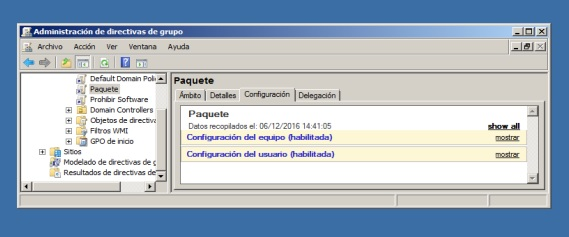 Administración de directivas de grupo
Archivo Acción Ver Ventana Ayuda
Default Domain Poli
Paquete
Prohibir Software
Domain Controllers
Objetos de directiva
Filtros WMI
GPO de inicio
Sitios
Modelado de directivas de g
Resultados de directivas de
Paquete
Ámbito Detalles Configuración Delegación
Paquete
Datos recopilados el: 06/12/2016 14:41:05 show all
Configuración del equipo (habilitada) mostrar
Configuración del usuario (habilitada) mostrar